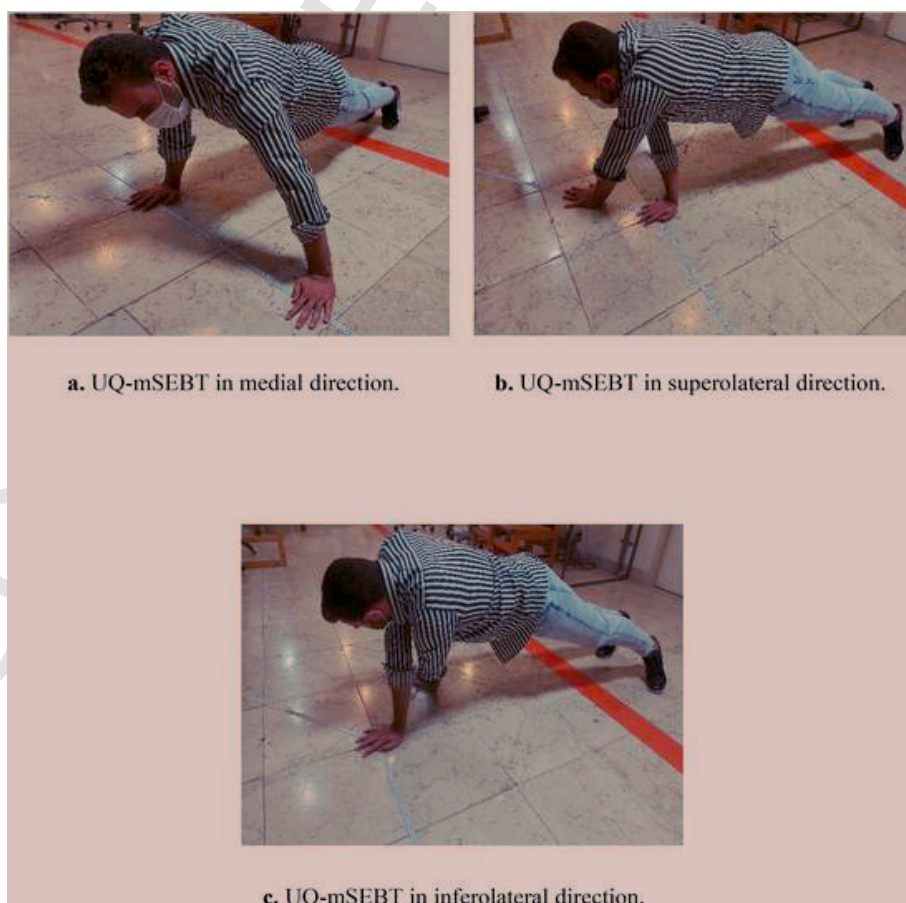 a. UQ-mSEBT in medial direction.
b. UQ-mSEBT in superolateral direction.
c. UQ-mSEBT in inferolateral direction.